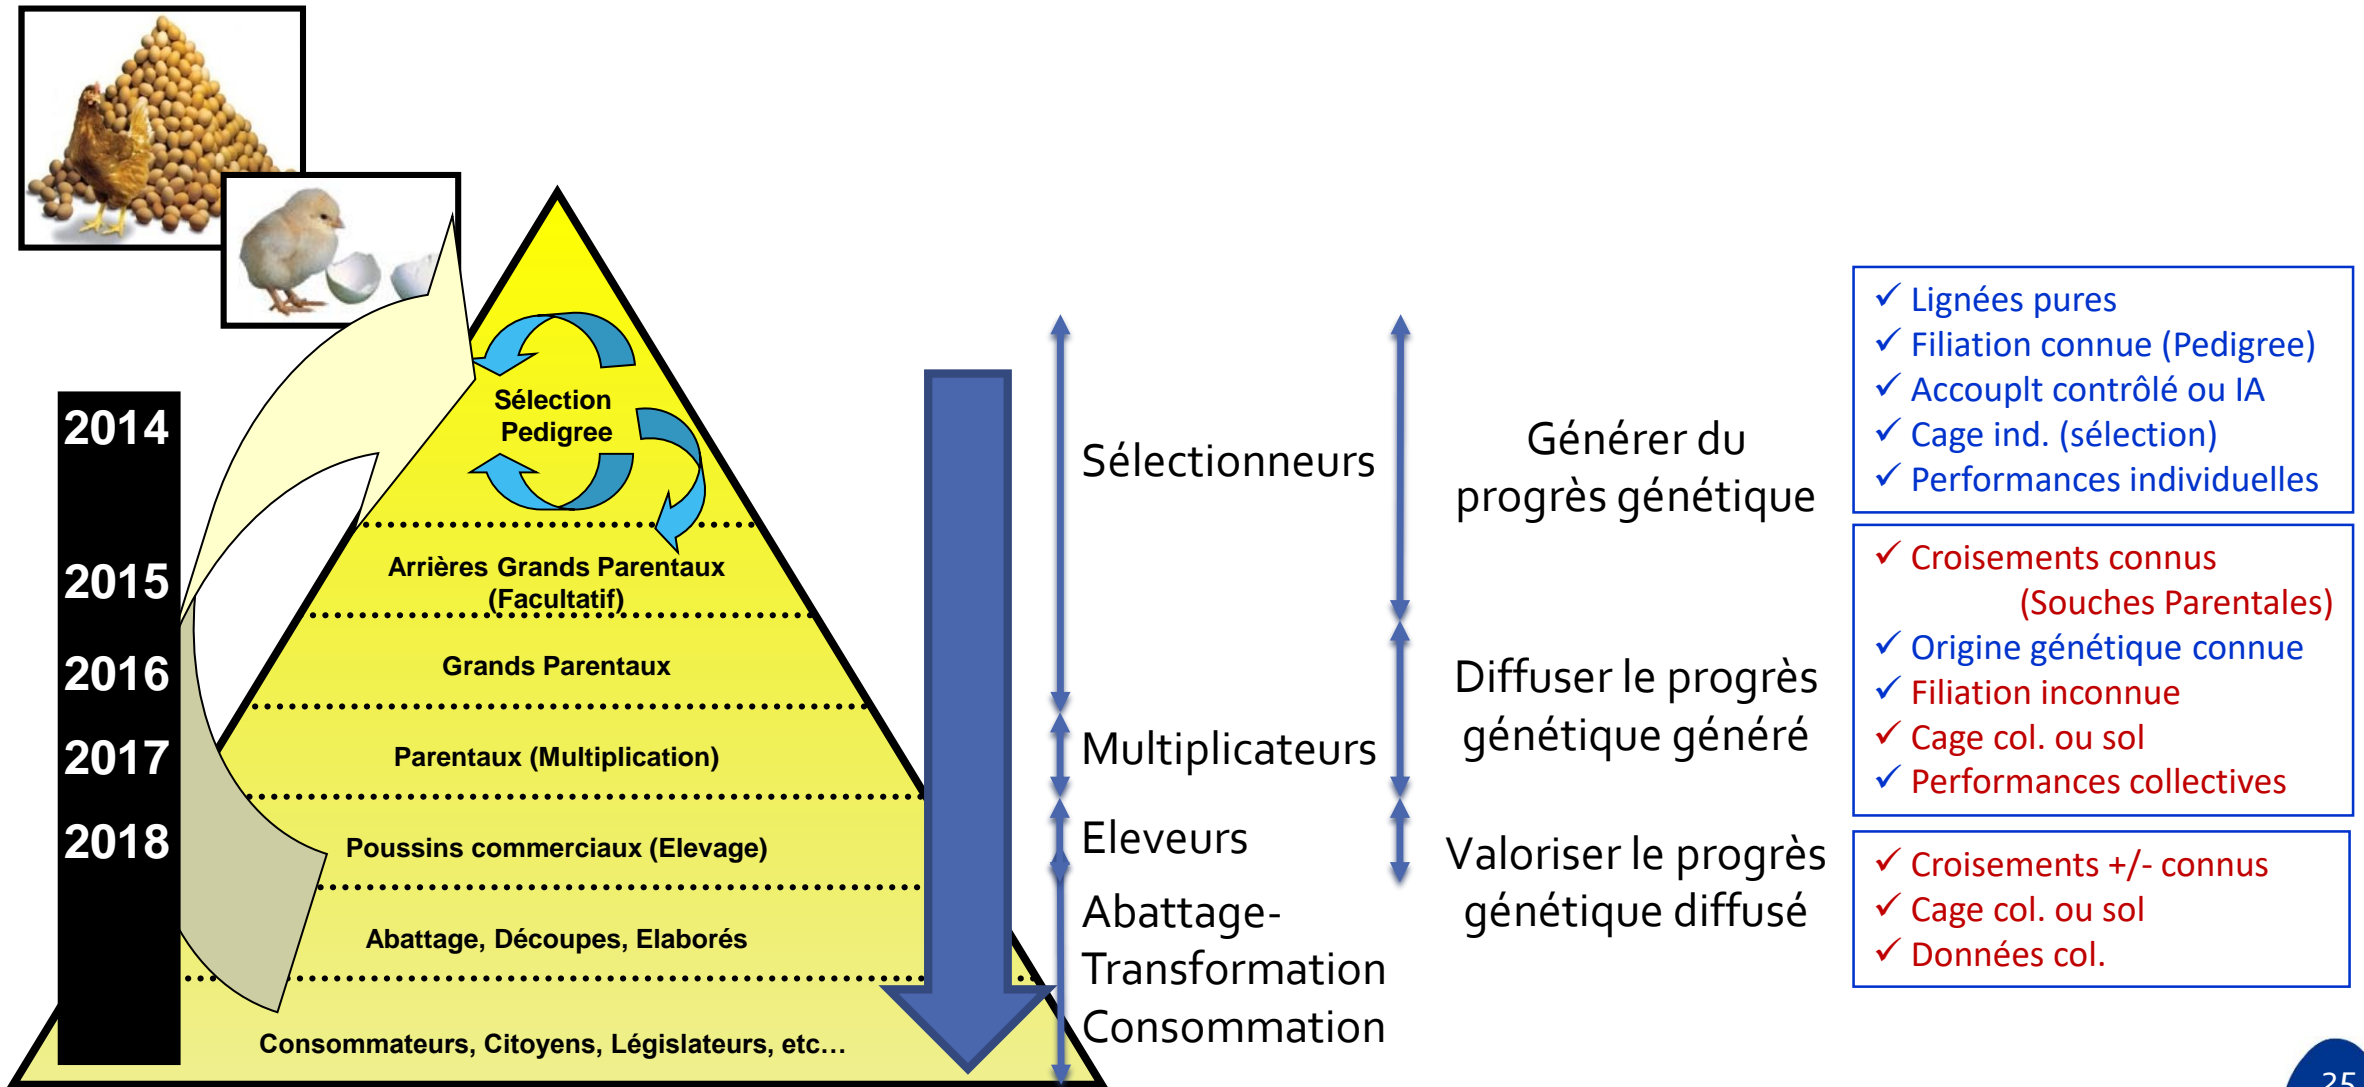 2014
2015
2016
2017
2018
Sélection
Pedigree
Arrières Grands Parentaux
(Facultatif)
Grands Parentaux
Parentaux (Multiplication)
Poussins commerciaux (Elevage)
Abattage, Découpes, Elaborés
Consommateurs, Citoyens, Législateurs, etc…
Sélectionneurs
Multiplicateurs
Eleveurs
Abattage-
Transformation
Consommation
Générer du
progrès génétique
Diffuser le progrès
génétique généré
Valoriser le progrès
génétique diffusé
✓ Lignées pures
✓ Filiation connue (Pedigree)
✓ Accouplt contrôlé ou IA
✓ Cage ind. (sélection)
✓ Performances individuelles
✓ Croisements connus
(Souches Parentales)
✓ Origine génétique connue
✓ Filiation inconnue
✓ Cage col. ou sol
✓ Performances collectives
✓ Croisements +/- connus
✓ Cage col. ou sol
✓ Données col.
25